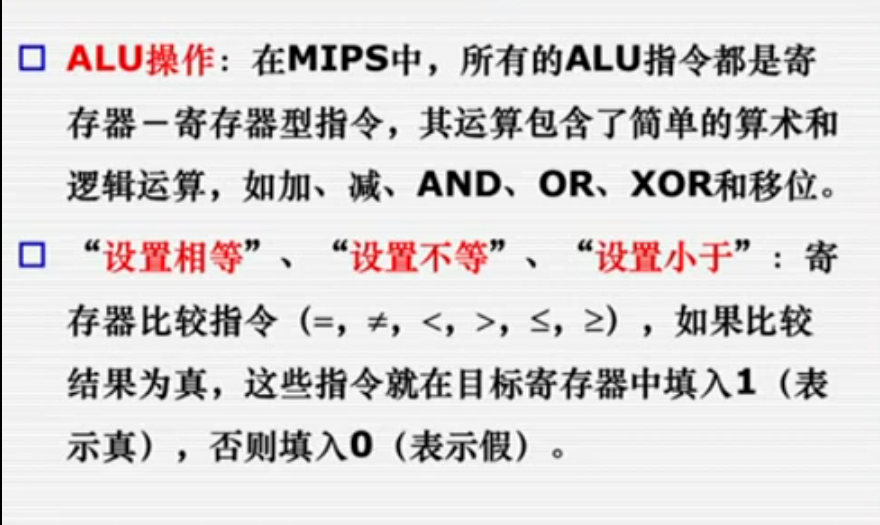 ALU操作：在MIPS中，所有的ALU指令都是寄
存器－寄存器型指令，其运算包含了简单的算术和
逻辑运算，如加、减、AND、OR、XOR和移位。
“设置相等”、“设置不等”、“设置小于”：寄
存器比较指令（=，≠，<，>，≤，≥），如果比较
结果为真，这些指令就在目标寄存器中填入1（表
示真），否则填入0（表示假）。